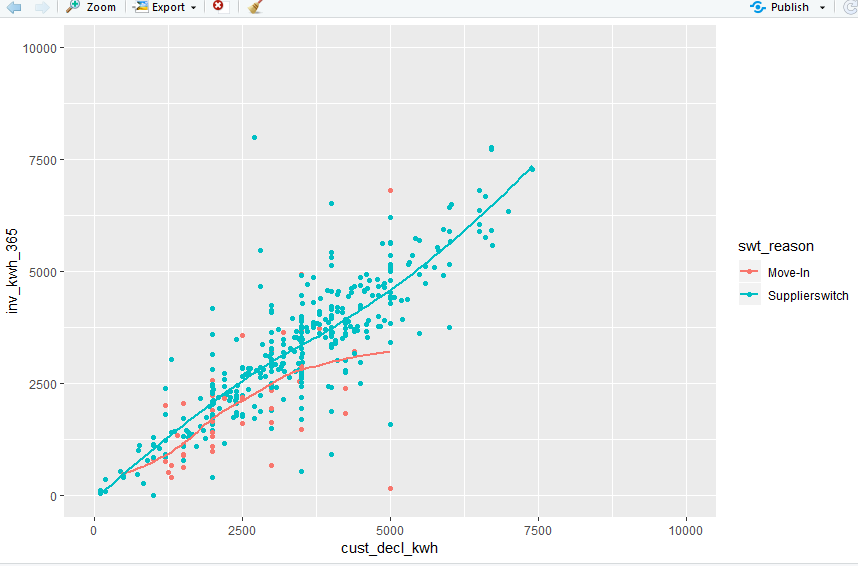 Zoom Export Publish
10000
7500
5000
2500
0
inv_kwh_365
0 2500 5000 7500 10000
cust_decl_kwh
swt_reason
Move-In
Supplierswitch